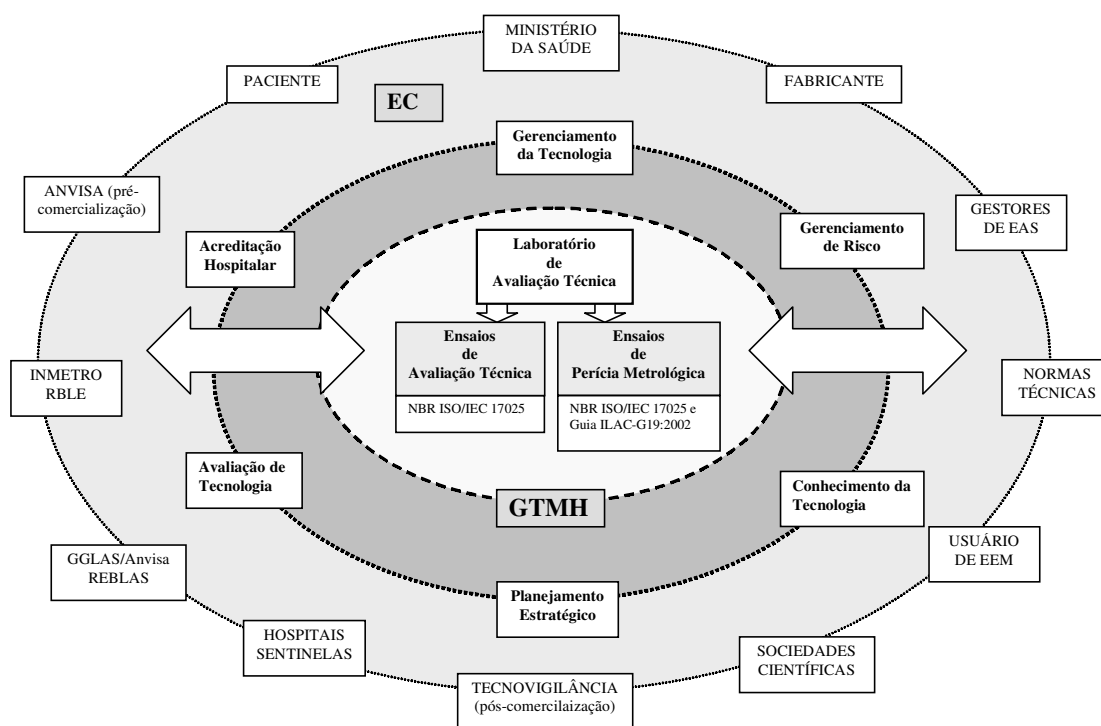 MINISTÉRIO
DA SAÚDE
PACIENTE
FABRICANTE
EC
Gerenciamento
da Tecnologia
ANVISA (pré-
comercialização)
GESTORES
DE EAS
Acreditação
Hospitalar
Gerenciamento
de Risco
Laboratório
de
Avaliação Técnica
Ensaios
de
Avaliação Técnica
NBR ISO/IEC 17025
Ensaios
de
Perícia Metrológica
NBR ISO/IEC 17025 e
Guia ILAC-G19:2002
INMETRO
RBLE
NORMAS
TÉCNICAS
Avaliação de
Tecnologia
GTMH
Conhecimento da
Tecnologia
GGLAS/Anvisa
REBLAS
USUÁRIO
DE EEM
Planejamento
Estratégico
HOSPITAIS
SENTINELAS
SOCIEDADES
CIENTÍFICAS
TECNOVIGILÂNCIA
(pós-comercilaização)